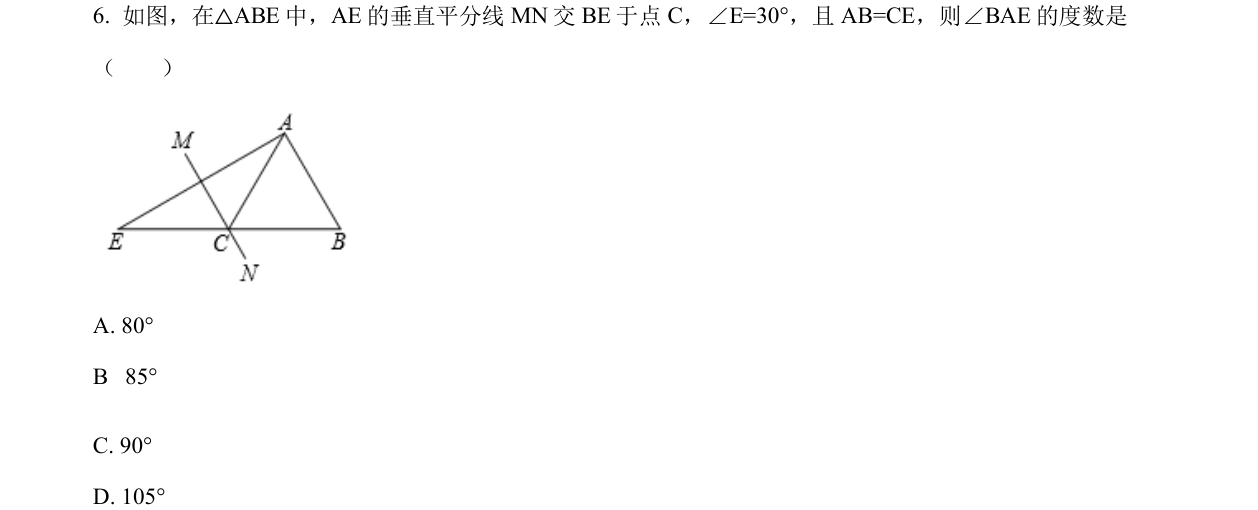 6. 如图，在△ABE 中，AE 的垂直平分线 MN 交 BE 于点 C，∠E=30°，且 AB=CE，则∠BAE 的度数是
（　　）
A
M
E
C
B
N
A. 80°
B 85°
C. 90°
D. 105°